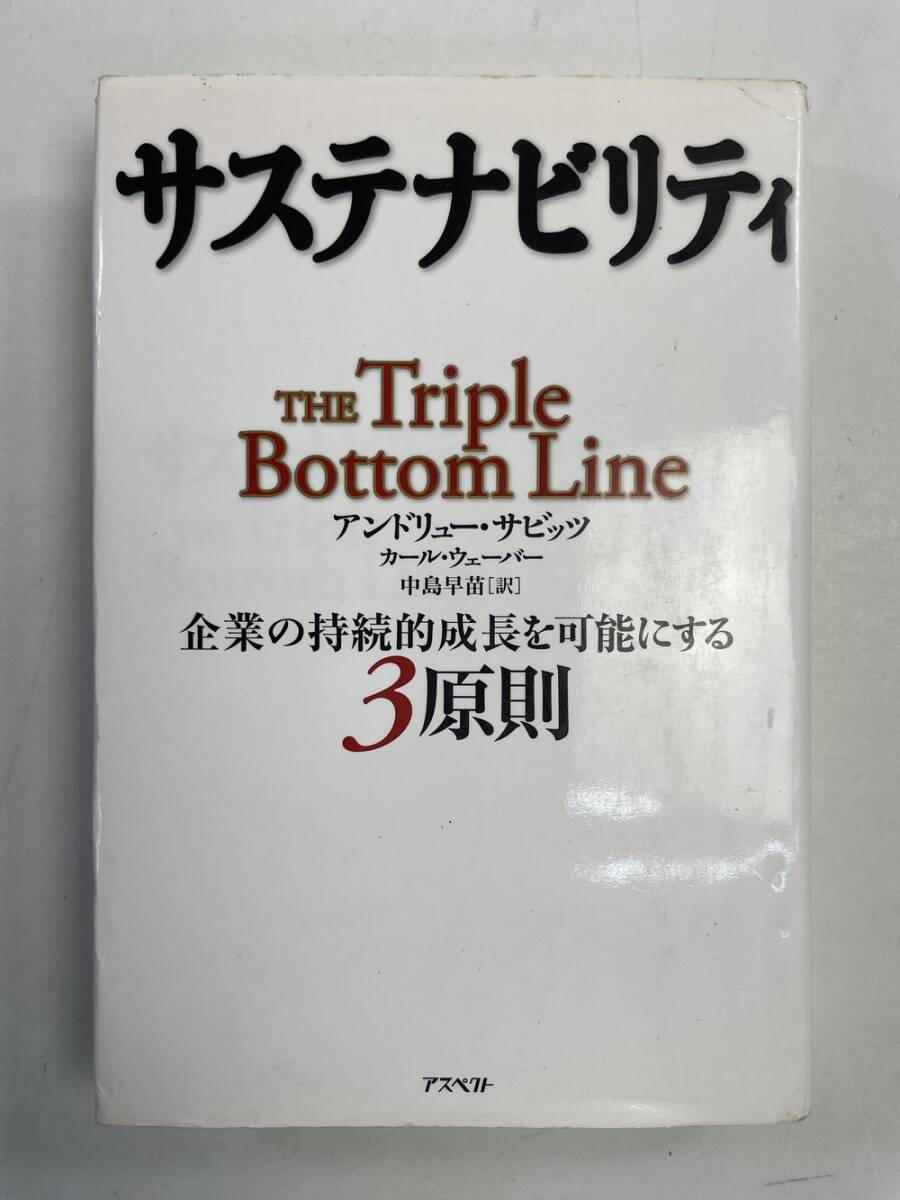 サステナビリティ
THE Triple
Bottom Line
アンドリュー・サビッツ
カール・ウェーバー
中島早苗[訳]
企業の持続的成長を可能にする
3原則
アスペクト